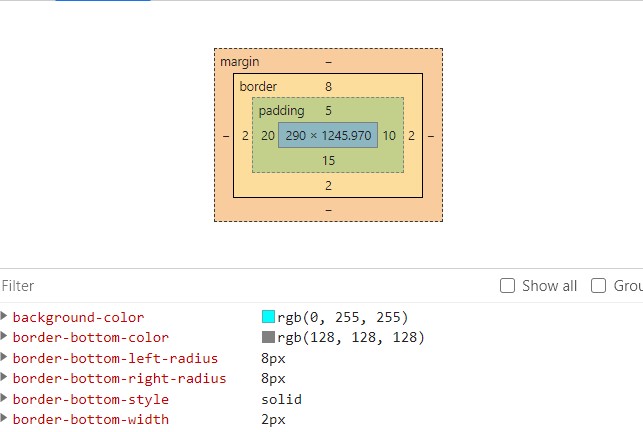 margin –
border 8
padding 5
– 2 20 290 × 1245.970 10 2 –
15
2
–
Filter Show all Grou
background-color rgb(0, 255, 255)
border-bottom-color rgb(128, 128, 128)
border-bottom-left-radius 8px
border-bottom-right-radius 8px
border-bottom-style solid
border-bottom-width 2px